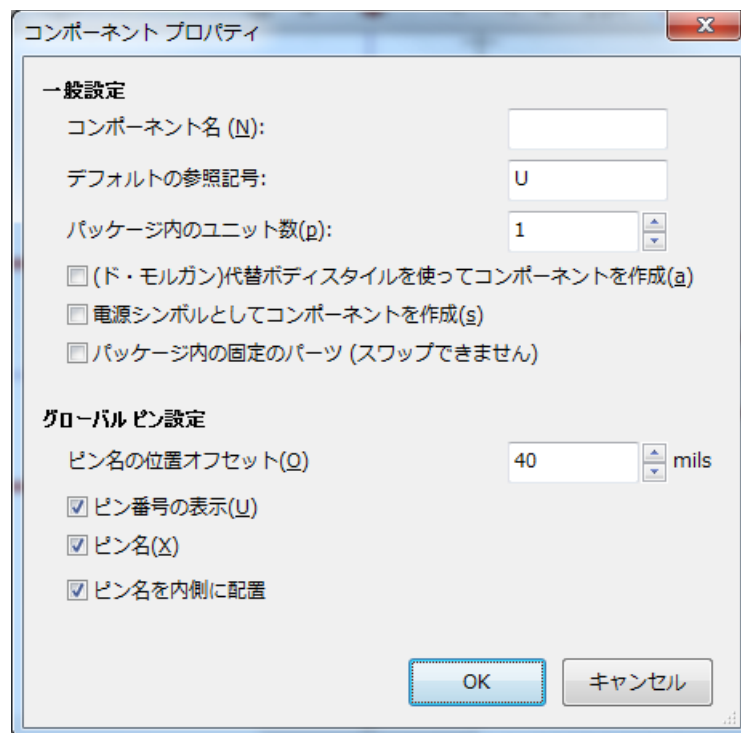 コンポーネント プロパティ
一般設定
コンポーネント名 (N):
デフォルトの参照記号: U
パッケージ内のユニット数(p): 1
(ド・モルガン)代替ボディスタイルを使ってコンポーネントを作成(a)
電源シンボルとしてコンポーネントを作成(s)
パッケージ内の固定のパーツ (スワップできません)
グローバル ピン設定
ピン名の位置オフセット(O) 40 mils
ピン番号の表示(U)
ピン名(X)
ピン名を内側に配置
OK キャンセル